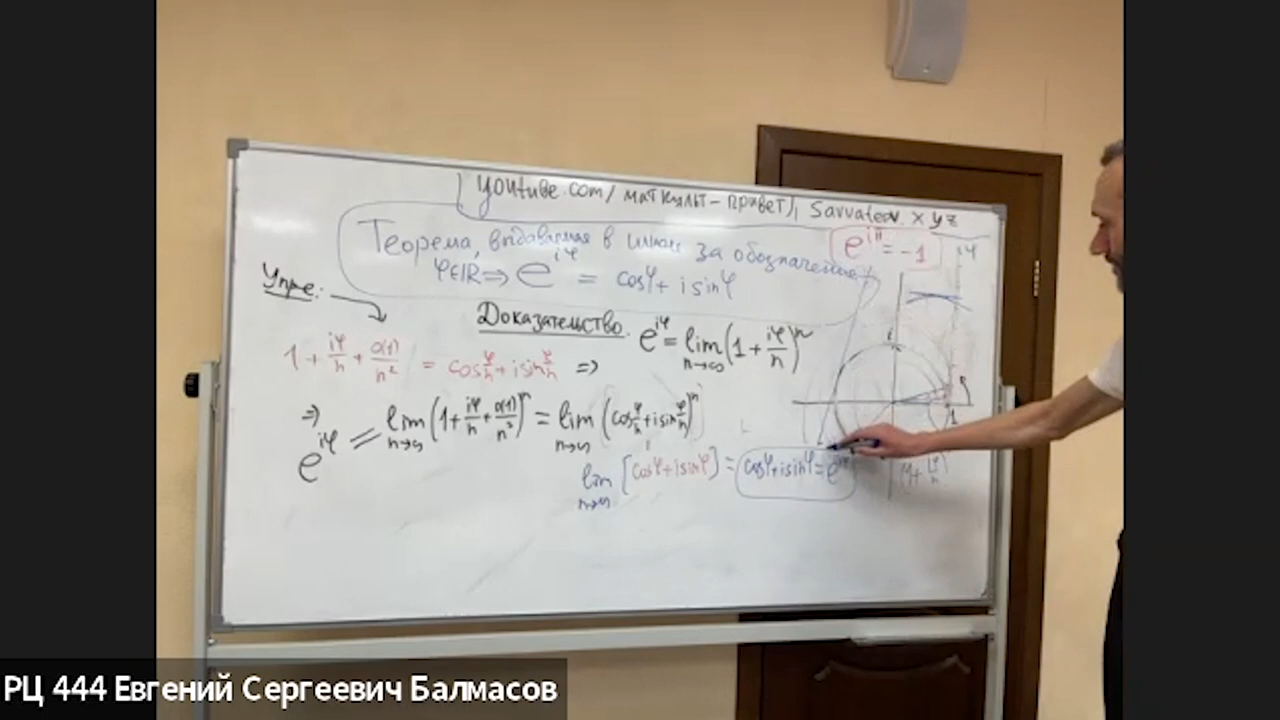 youtube.com/маткульт-привет/, Savvateev.xyz
Теорема, выдаваемая в школе за обозначение!
e^{iπ} = -1
φ∈ℝ ⇒ e^{iφ} = cosφ + i sinφ
Упр.:
Доказательство. e^{iφ} = lim_{n→∞} (1 + iφ/n)^n
1 + iφ/n + O(1)/n² = cos φ/n + i sin φ/n ⇒
⇒ e^{iφ} = lim_{n→∞} (1 + iφ/n + O(1)/n²)^n = lim_{n→∞} (cos φ/n + i sin φ/n)^n
lim_{n→∞} [cosφ + i sinφ] = cosφ + i sinφ = e^{iφ}
i
1
РЦ 444 Евгений Сергеевич Балмасов